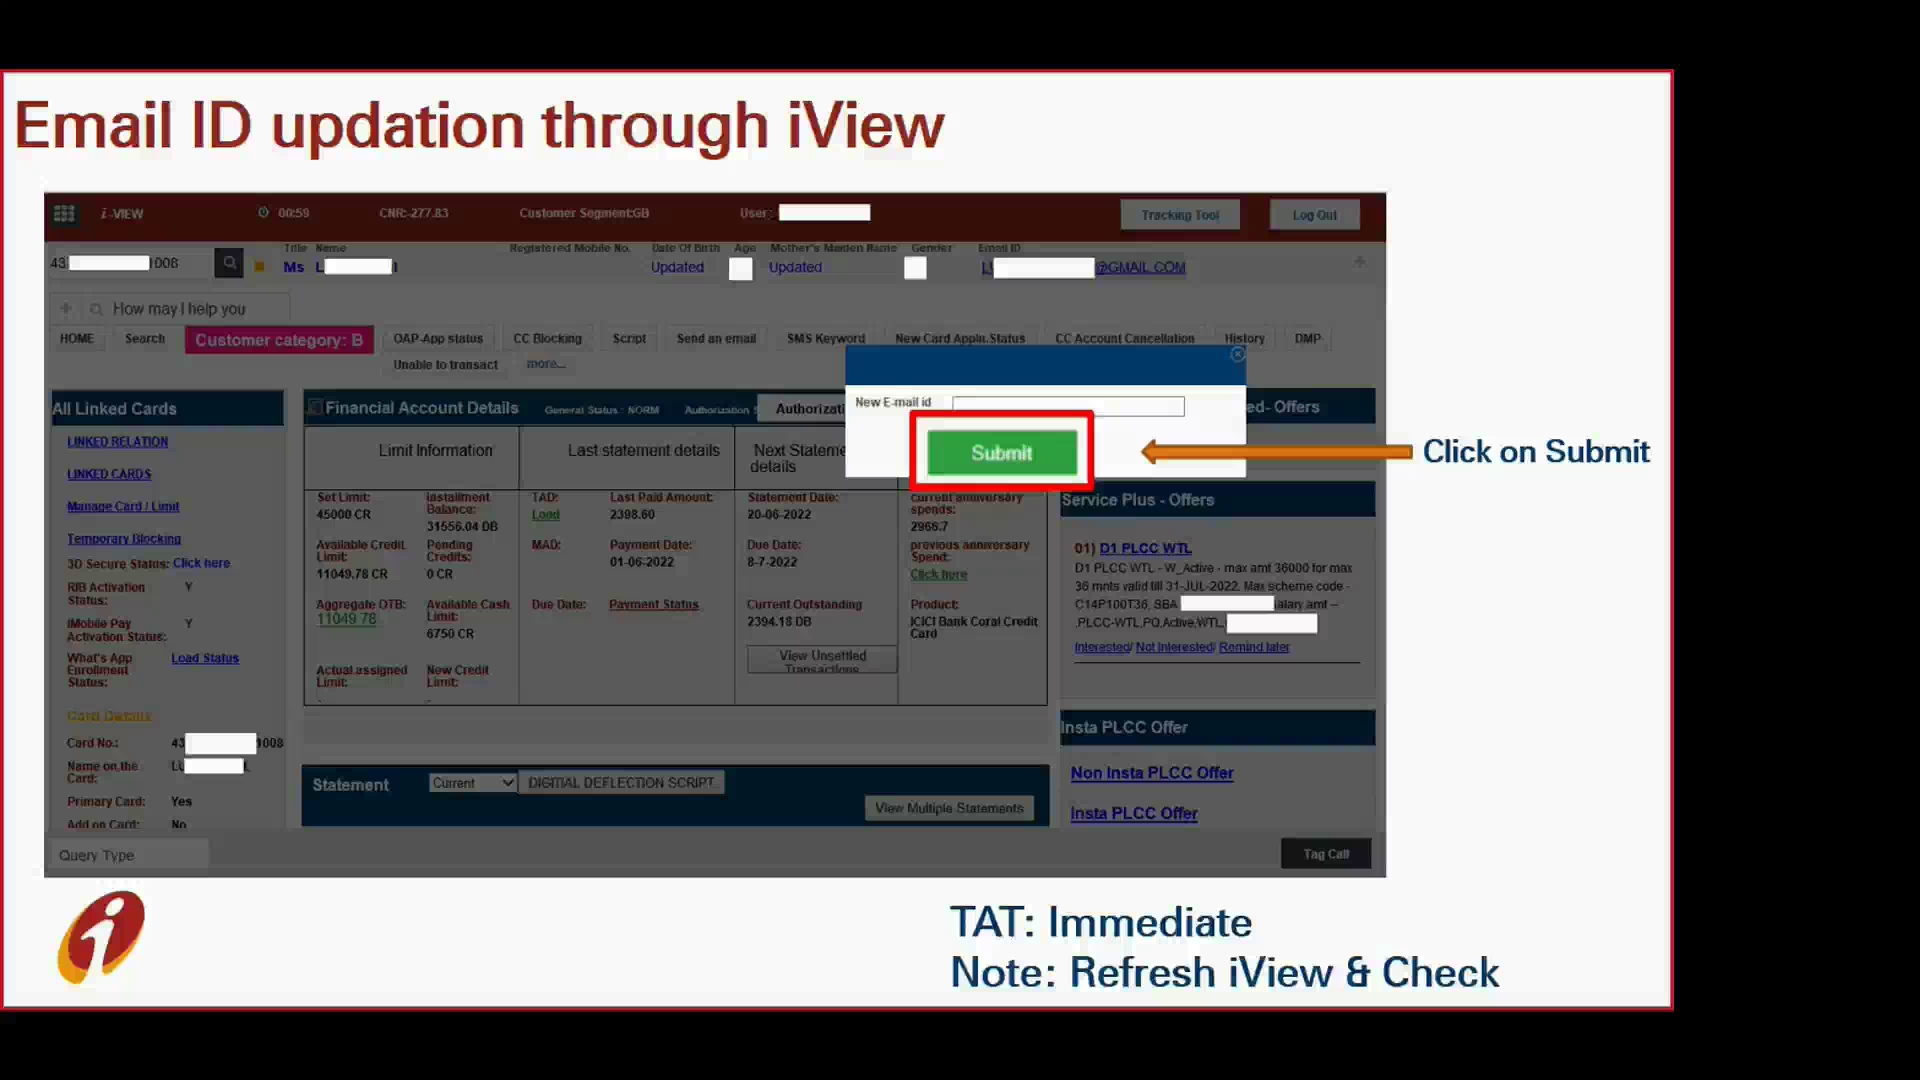 Email ID updation through iView
i-VIEW 00:59 CNR:-277.83 Customer Segment:GB User: Tracking Tool Log Out
Title Name Registered Mobile No. Date Of Birth Age Mother's Maiden Name Gender Email ID
43 1008 Ms L Updated Updated L @GMAIL.COM
How may I help you
HOME Search Customer category: B OAP-App status CC Blocking Script Send an email SMS Keyword New Card Appln.Status CC Account Cancellation History DMP
Unable to transact more...
New E-mail id
Submit
Click on Submit
All Linked Cards
LINKED RELATION
LINKED CARDS
Manage Card / Limit
Temporary Blocking
3D Secure Status: Click here
RIB Activation Status: Y
iMobile Pay Activation Status: Y
What's App Enrollment Status: Load Status
Card Details
Card No.: 43 1008
Name on the Card: LU
Primary Card: Yes
Add on Card: No
Financial Account Details General Status : NORM Authorization S Authorizati
Limit Information
Last statement details
Next Stateme
details
Set Limit:
45000 CR
Installment Balance:
31556.04 DB
Available Credit Limit:
11049.78 CR
Pending Credits:
0 CR
Aggregate OTB:
11049.78
Available Cash Limit:
6750 CR
Actual assigned Limit:
New Credit Limit:
TAD:
Load
Last Paid Amount:
2398.60
MAD:
Payment Date:
01-06-2022
Due Date:
Payment Status
Statement Date:
20-06-2022
Due Date:
8-7-2022
Current Outstanding
2394.18 DB
View Unsettled
Transactions
current anniversary
spends:
2966.7
previous anniversary
Spend:
Click here
Product:
ICICI Bank Coral Credit
Card
Statement Current DIGITIAL DEFLECTION SCRIPT
View Multiple Statements
ed- Offers
Service Plus - Offers
01) D1 PLCC WTL
D1 PLCC WTL - W_Active - max amt 36000 for max
36 mnts valid till 31-JUL-2022. Max scheme code -
C14P100T36, SBA alary amt --
.PLCC-WTL,PO,Active,WTL,
Interested/ Not Interested/ Remind later
Insta PLCC Offer
Non Insta PLCC Offer
Insta PLCC Offer
Query Type
Tag Call
TAT: Immediate
Note: Refresh iView & Check